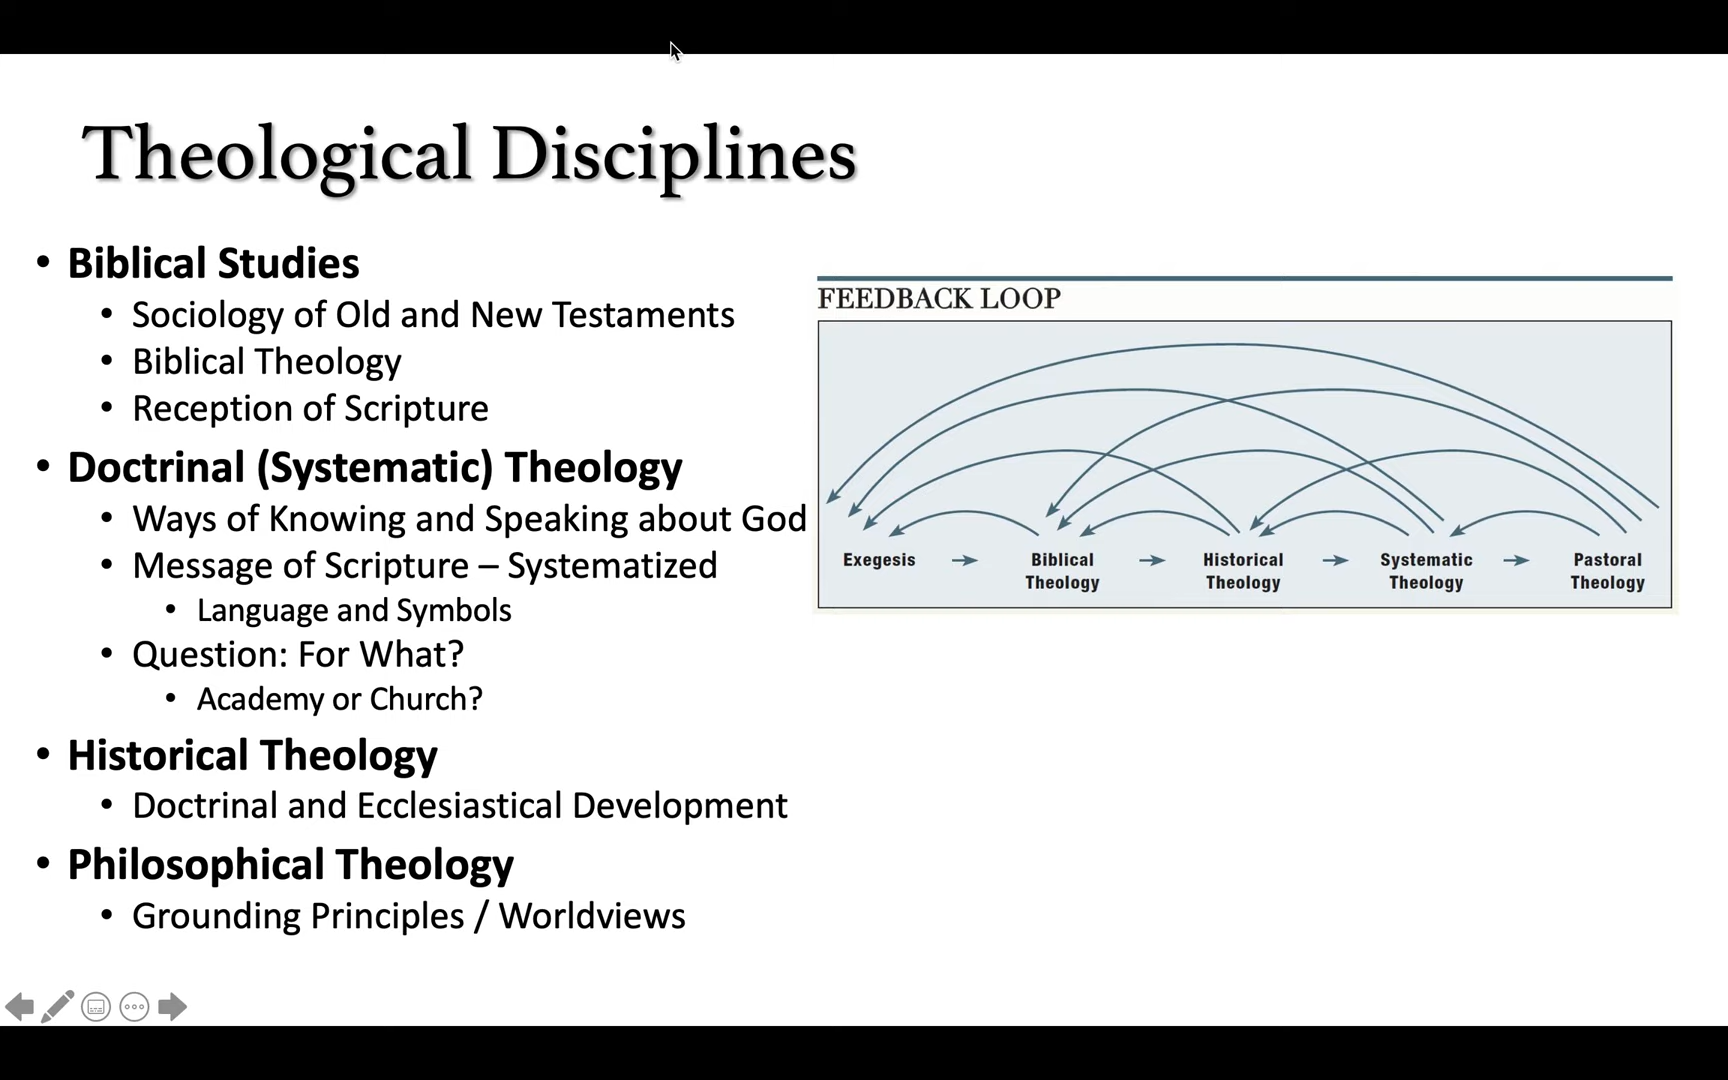 Theological Disciplines
• Biblical Studies
• Sociology of Old and New Testaments
• Biblical Theology
• Reception of Scripture
• Doctrinal (Systematic) Theology
• Ways of Knowing and Speaking about God
• Message of Scripture – Systematized
• Language and Symbols
• Question: For What?
• Academy or Church?
• Historical Theology
• Doctrinal and Ecclesiastical Development
• Philosophical Theology
• Grounding Principles / Worldviews
FEEDBACK LOOP
Exegesis
Biblical
Theology
Historical
Theology
Systematic
Theology
Pastoral
Theology